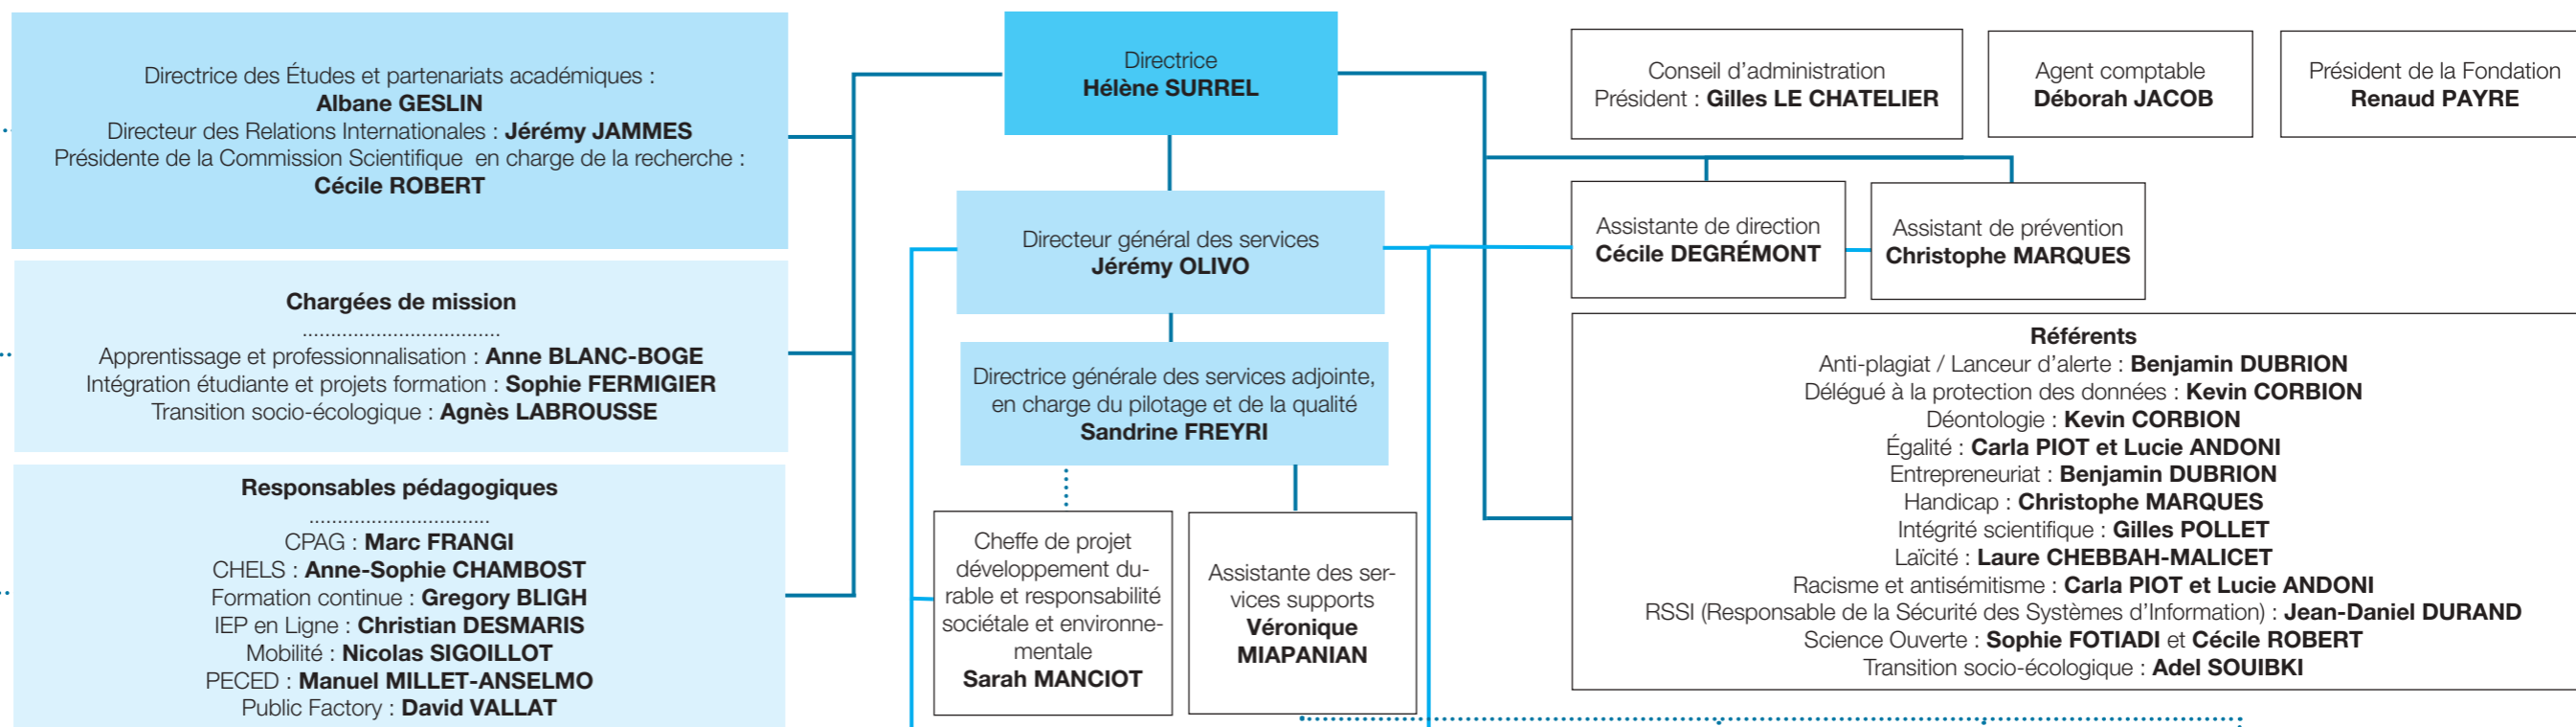 Directrice des Études et partenariats académiques :
Albane GESLIN
Directeur des Relations Internationales : Jérémy JAMMES
Présidente de la Commission Scientifique en charge de la recherche :
Cécile ROBERT
Chargées de mission
..................................
Apprentissage et professionnalisation : Anne BLANC-BOGE
Intégration étudiante et projets formation : Sophie FERMIGIER
Transition socio-écologique : Agnès LABROUSSE
Responsables pédagogiques
................................
CPAG : Marc FRANGI
CHELS : Anne-Sophie CHAMBOST
Formation continue : Gregory BLIGH
IEP en Ligne : Christian DESMARIS
Mobilité : Nicolas SIGOILLOT
PECED : Manuel MILLET-ANSELMO
Public Factory : David VALLAT
Directrice
Hélène SURREL
Directeur général des services
Jérémy OLIVO
Directrice générale des services adjointe,
en charge du pilotage et de la qualité
Sandrine FREYRI
Cheffe de projet
développement du-
rable et responsabilité
sociétale et environne-
mentale
Sarah MANCIOT
Assistante des ser-
vices supports
Véronique
MIAPANIAN
Conseil d'administration
Président : Gilles LE CHATELIER
Agent comptable
Déborah JACOB
Président de la Fondation
Renaud PAYRE
Assistante de direction
Cécile DEGRÉMONT
Assistant de prévention
Christophe MARQUES
Référents
Anti-plagiat / Lanceur d'alerte : Benjamin DUBRION
Délégué à la protection des données : Kevin CORBION
Déontologie : Kevin CORBION
Égalité : Carla PIOT et Lucie ANDONI
Entrepreneuriat : Benjamin DUBRION
Handicap : Christophe MARQUES
Intégrité scientifique : Gilles POLLET
Laïcité : Laure CHEBBAH-MALICET
Racisme et antisémitisme : Carla PIOT et Lucie ANDONI
RSSI (Responsable de la Sécurité des Systèmes d'Information) : Jean-Daniel DURAND
Science Ouverte : Sophie FOTIADI et Cécile ROBERT
Transition socio-écologique : Adel SOUIBKI